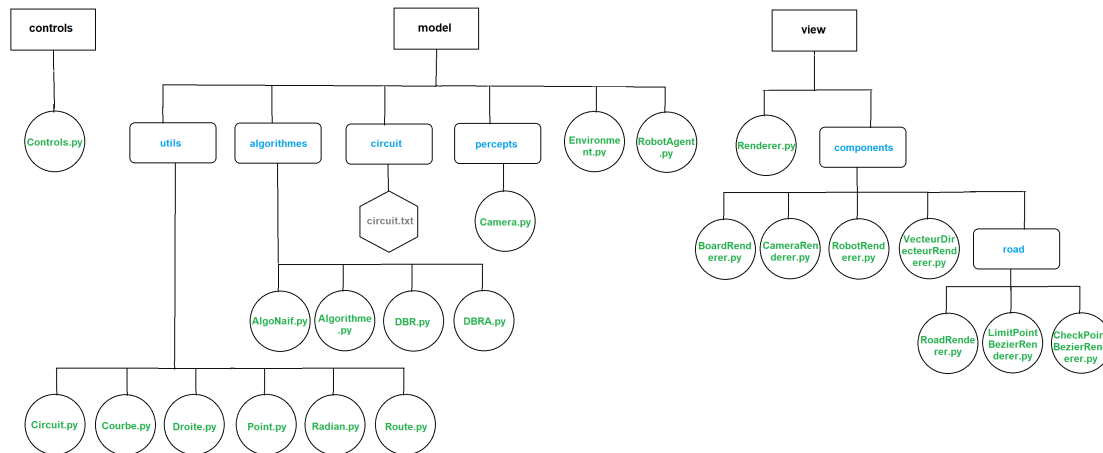 controls
model
view
Controls.py
utils
algorithmes
circuit
percepts
Environme
nt.py
RobotAgent
.py
Renderer.py
components
circuit.txt
Camera.py
BoardRend
erer.py
CameraRen
derer.py
RobotRend
erer.py
VecteurDir
ecteurRend
erer.py
road
AlgoNaif.py
Algorithme
.py
DBR.py
DBRA.py
RoadRende
rer.py
LimitPoint
BezierRen
derer.py
CheckPoint
BezierRend
erer.py
Circuit.py
Courbe.py
Droite.py
Point.py
Radian.py
Route.py